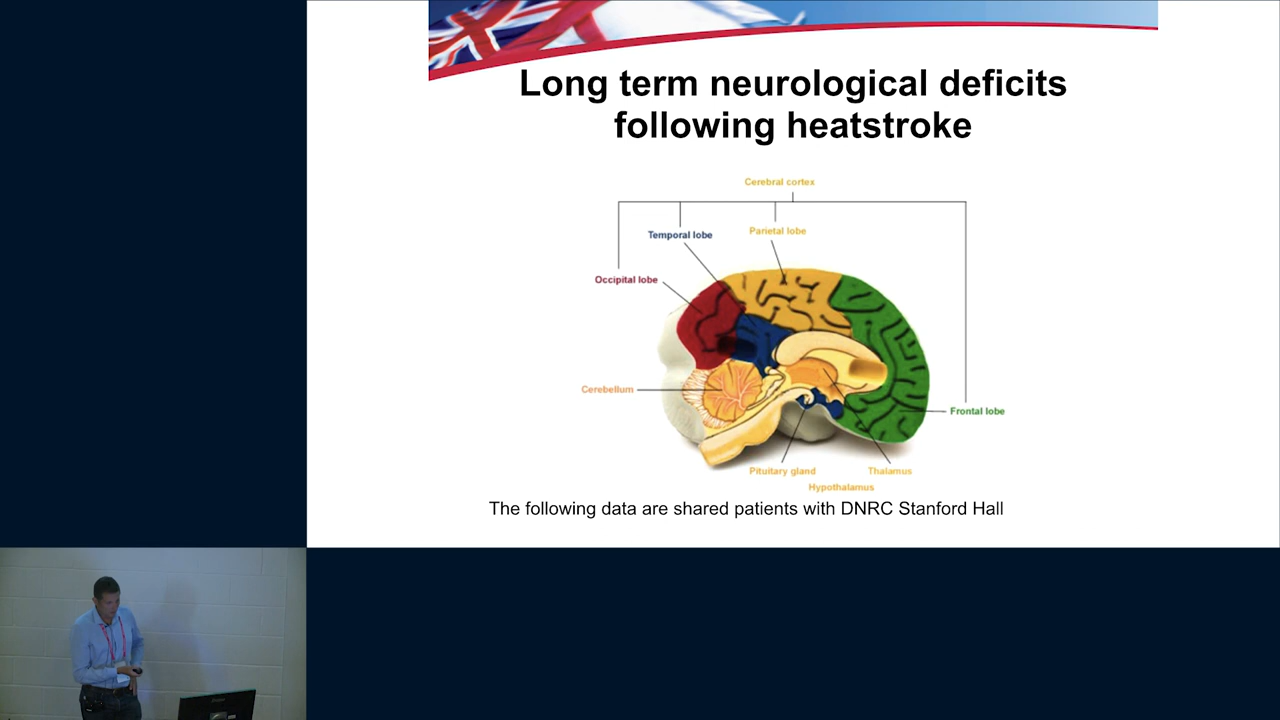 Long term neurological deficits
following heatstroke
Cerebral cortex
Temporal lobe
Parietal lobe
Occipital lobe
Cerebellum
Frontal lobe
Pituitary gland
Thalamus
Hypothalamus
The following data are shared patients with DNRC Stanford Hall